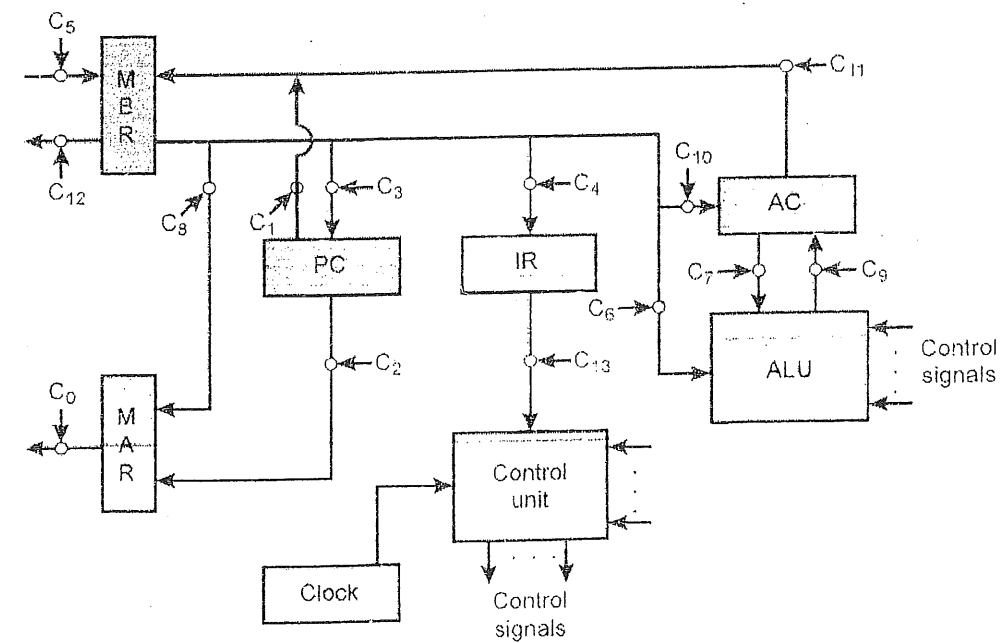 C5
MBR
C11
C12
C8
C1
C3
C4
C10
AC
PC
IR
C7
C9
C6
C2
C13
ALU
Control
signals
C0
MAR
Control
unit
Clock
Control
signals